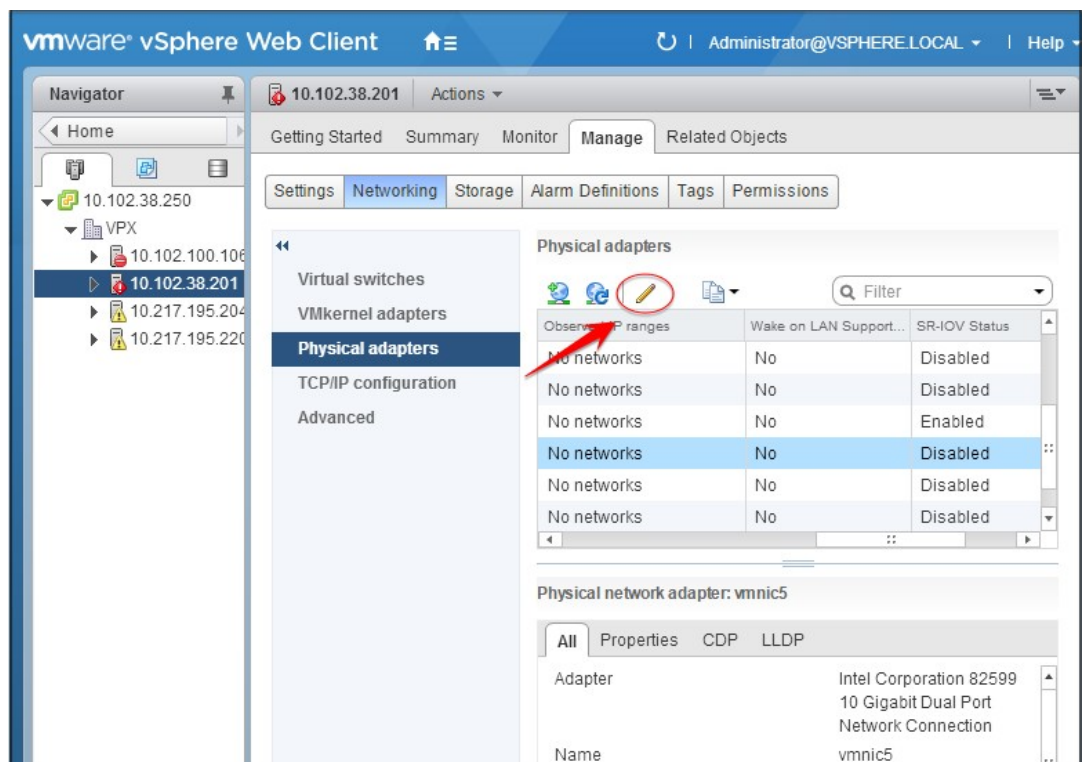 vmware® vSphere Web Client
Administrator@VSPHERE.LOCAL
Help
Navigator
10.102.38.201
Actions
Home
Getting Started
Summary
Monitor
Manage
Related Objects
Settings
Networking
Storage
Alarm Definitions
Tags
Permissions
10.102.38.250
VPX
10.102.100.106
10.102.38.201
10.217.195.204
10.217.195.220
Virtual switches
VMkernel adapters
Physical adapters
TCP/IP configuration
Advanced
Physical adapters
Filter
Observed IP ranges Wake on LAN Support... SR-IOV Status
No networks No Disabled
No networks No Disabled
No networks No Enabled
No networks No Disabled
No networks No Disabled
No networks No Disabled
Physical network adapter: vmnic5
All
Properties
CDP
LLDP
Adapter Intel Corporation 82599
10 Gigabit Dual Port
Network Connection
Name vmnic5